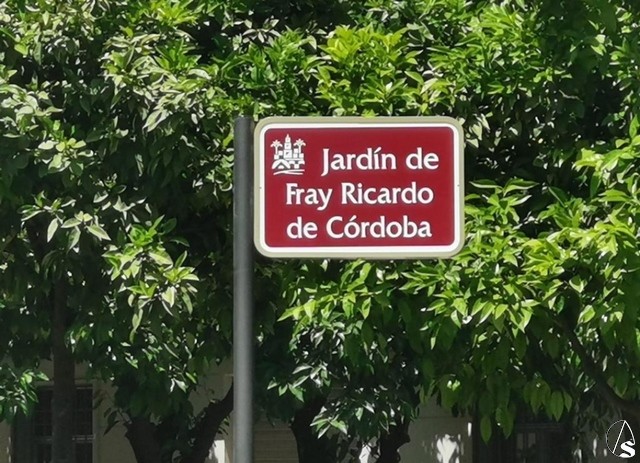 Jardín de
Fray Ricardo
de Córdoba